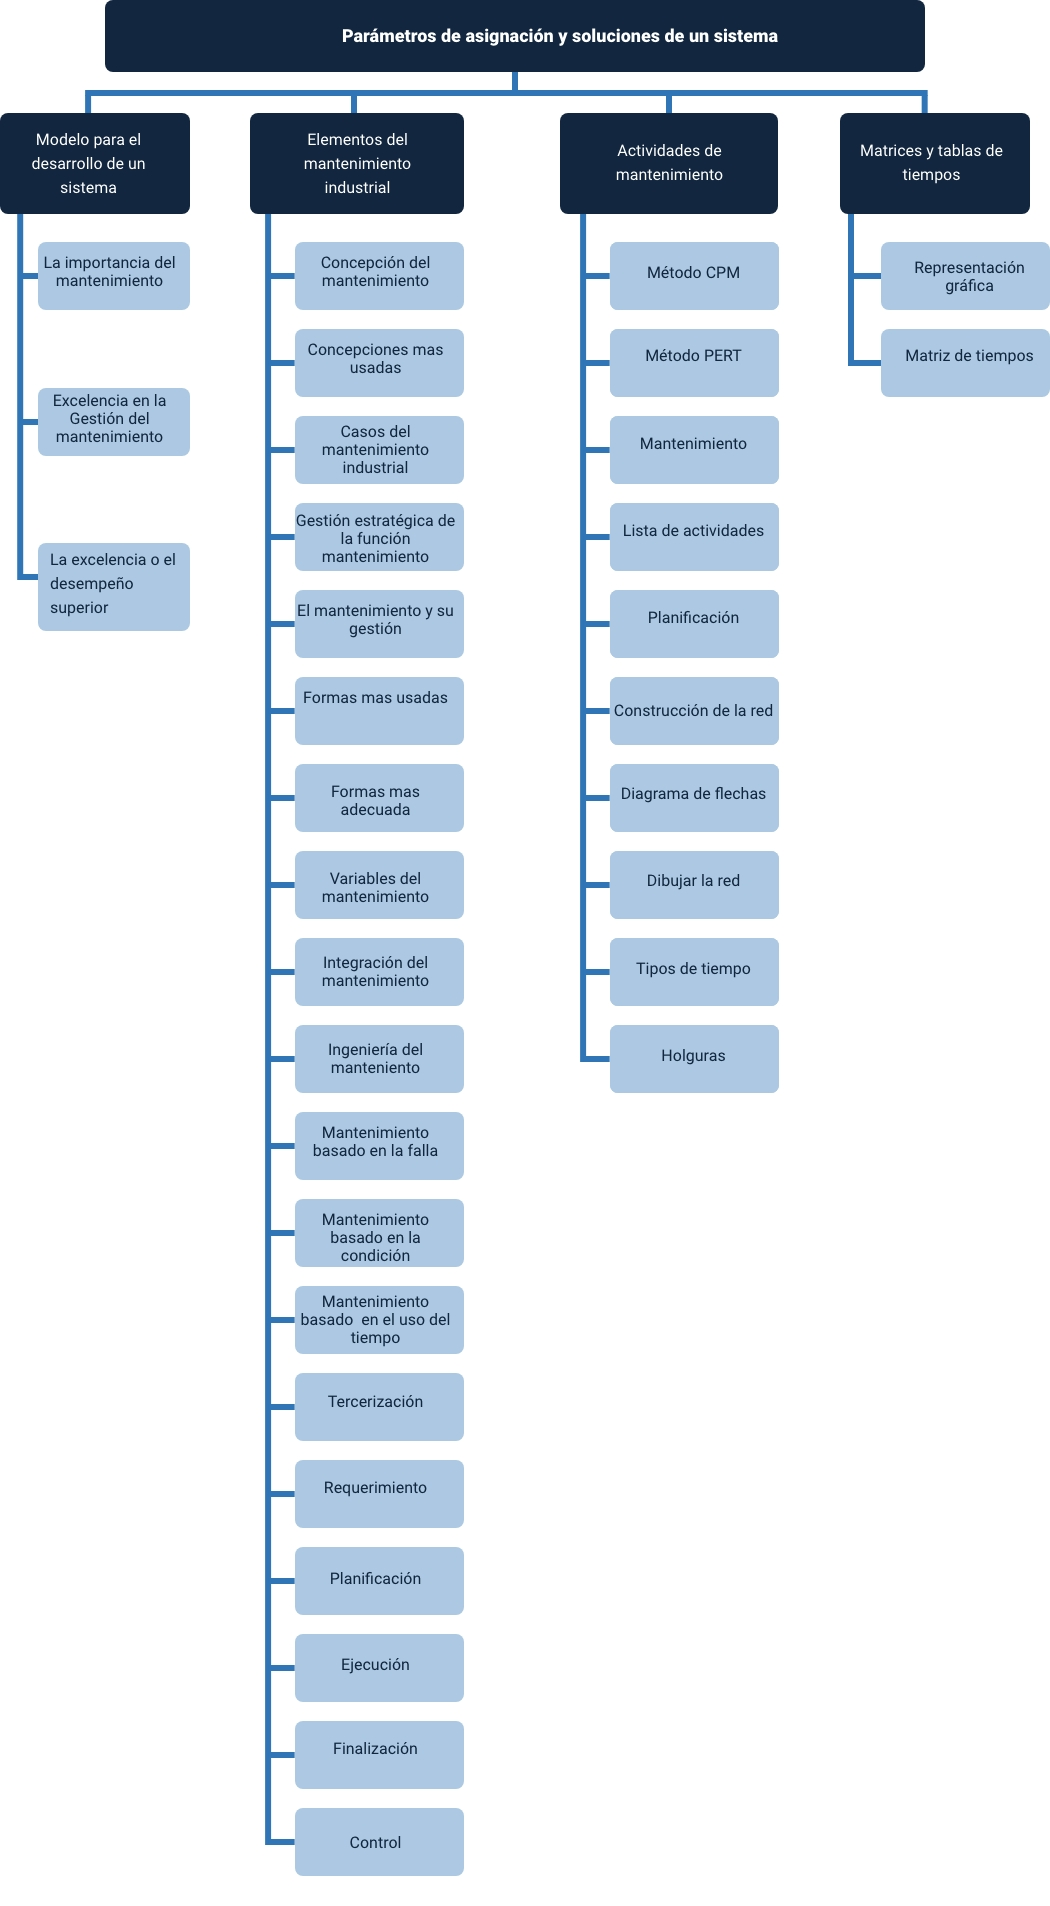 Parámetros de asignación y soluciones de un sistema
Modelo para el
desarrollo de un
sistema
La importancia del
mantenimiento
Excelencia en la
Gestión del
mantenimiento
La excelencia o el
desempeño
superior
Elementos del
mantenimiento
industrial
Concepción del
mantenimiento
Concepciones mas
usadas
Casos del
mantenimiento
industrial
Gestión estratégica de
la función
mantenimiento
El mantenimiento y su
gestión
Formas mas usadas
Formas mas
adecuada
Variables del
mantenimiento
Integración del
mantenimiento
Ingeniería del
manteniento
Mantenimiento
basado en la falla
Mantenimiento
basado en la
condición
Mantenimiento
basado  en el uso del
tiempo
Tercerización
Requerimiento
Planificación
Ejecución
Finalización
Control
Actividades de
mantenimiento
Método CPM
Método PERT
Mantenimiento
Lista de actividades
Planificación
Construcción de la red
Diagrama de flechas
Dibujar la red
Tipos de tiempo
Holguras
Matrices y tablas de
tiempos
Representación
gráfica
Matriz de tiempos